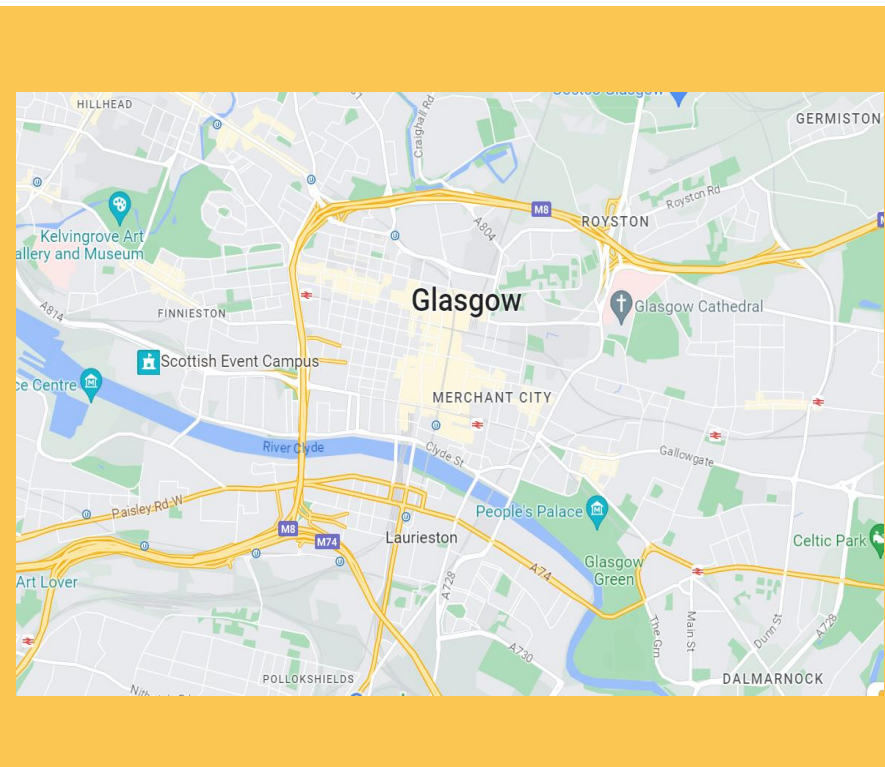 HILLHEAD
Craighall Rd
GERMISTON
M8
A804
ROYSTON
Royston Rd
Kelvingrove Art
allery and Museum
Glasgow
Glasgow Cathedral
A814
FINNIESTON
Scottish Event Campus
ce Centre
MERCHANT CITY
River Clyde
Clyde St
Gallowgate
Paisley Rd W
M8
M74
Laurieston
People's Palace
Celtic Park
Art Lover
A74
Glasgow
Green
A728
The Grn
Main St
Dunn St
A728
A730
POLLOKSHIELDS
DALMARNOCK